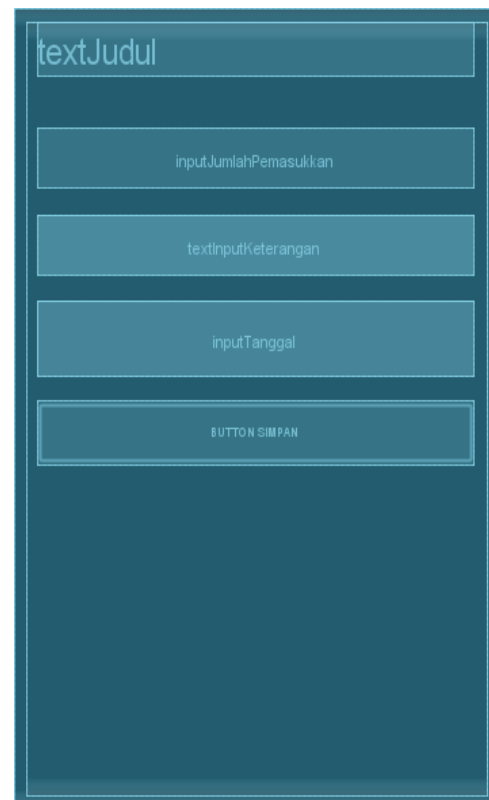 textJudul
inputJumlahPemasukkan
textInputKeterangan
inputTanggal
BUTTON SIMPAN